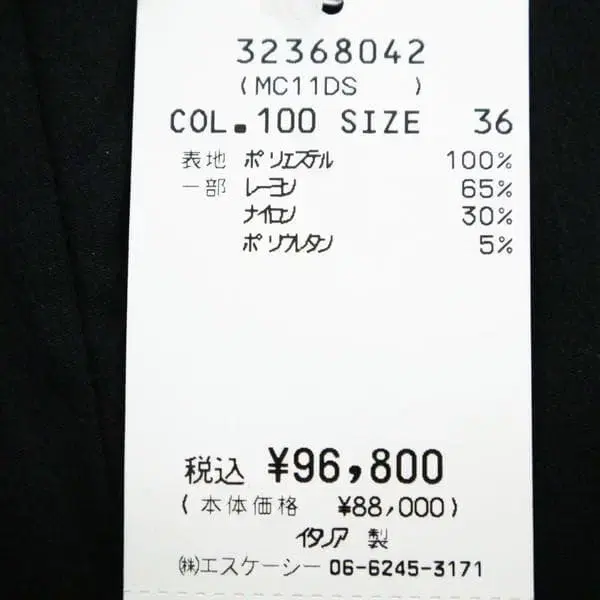 32368042
(MC11DS )
COL.100 SIZE 36
表地 ポリエステル 100%
一部 レーヨン 65%
ナイロン 30%
ポリウレタン 5%
税込 ¥96,800
(本体価格 ¥88,000)
イタリア 製
㈱エスケーシー 06-6245-3171